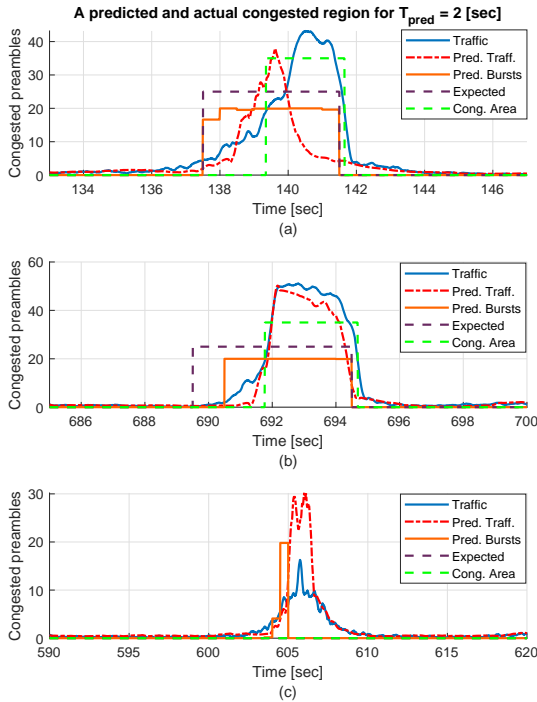 A predicted and actual congested region for T_pred = 2 [sec]
Congested preambles
40
30
20
10
0
134 136 138 140 142 144 146
Time [sec]
Traffic
Pred. Traff.
Pred. Bursts
Expected
Cong. Area
(a)
Congested preambles
60
40
20
0
686 688 690 692 694 696 698 700
Time [sec]
Traffic
Pred. Traff.
Pred. Bursts
Expected
Cong. Area
(b)
Congested preambles
30
20
10
0
590 595 600 605 610 615 620
Time [sec]
Traffic
Pred. Traff.
Pred. Bursts
Expected
Cong. Area
(c)